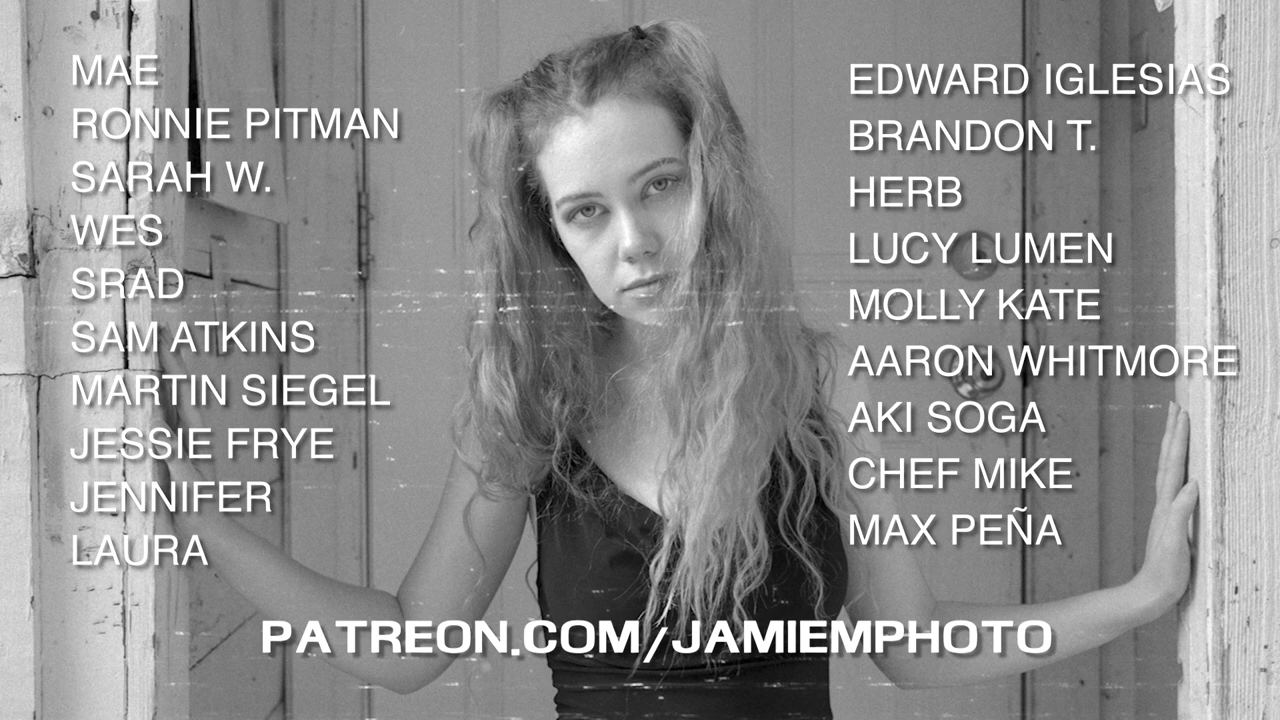 MAE
RONNIE PITMAN
SARAH W.
WES
SRAD
SAM ATKINS
MARTIN SIEGEL
JESSIE FRYE
JENNIFER
LAURA
EDWARD IGLESIAS
BRANDON T.
HERB
LUCY LUMEN
MOLLY KATE
AARON WHITMORE
AKI SOGA
CHEF MIKE
MAX PEÑA
PATREON.COM/JAMIEMPHOTO